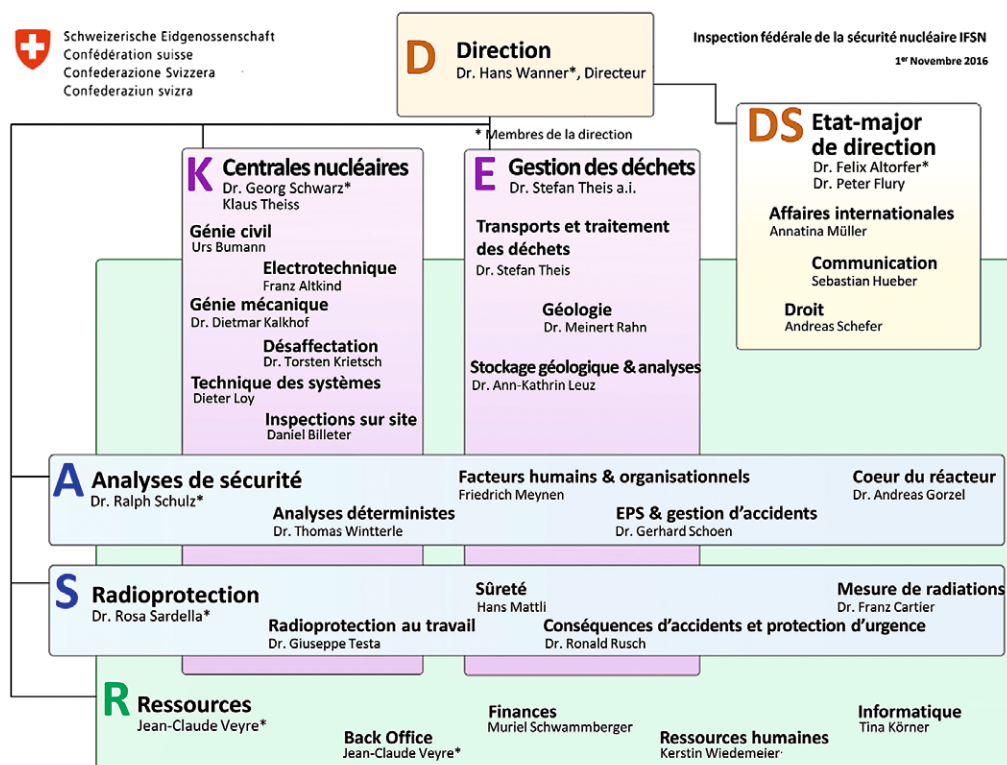 Schweizerische Eidgenossenschaft
Confédération suisse
Confederazione Svizzera
Confederaziun svizra
D Direction
Dr. Hans Wanner*, Directeur
Inspection fédérale de la sécurité nucléaire IFSN
1er Novembre 2016
* Membres de la direction
DS Etat-major
de direction
Dr. Felix Altorfer*
Dr. Peter Flury
Affaires internationales
Annatina Müller
Communication
Sebastian Hueber
Droit
Andreas Schefer
K Centrales nucléaires
Dr. Georg Schwarz*
Klaus Theiss
Génie civil
Urs Bumann
Electrotechnique
Franz Altkind
Génie mécanique
Dr. Dietmar Kalkhof
Désaffectation
Dr. Torsten Krietsch
Technique des systèmes
Dieter Loy
Inspections sur site
Daniel Billeter
E Gestion des déchets
Dr. Stefan Theis a.i.
Transports et traitement
des déchets
Dr. Stefan Theis
Géologie
Dr. Meinert Rahn
Stockage géologique & analyses
Dr. Ann-Kathrin Leuz
A Analyses de sécurité
Dr. Ralph Schulz*
Analyses déterministes
Dr. Thomas Wintterle
Facteurs humains & organisationnels
Friedrich Meynen
EPS & gestion d'accidents
Dr. Gerhard Schoen
Coeur du réacteur
Dr. Andreas Gorzel
S Radioprotection
Dr. Rosa Sardella*
Radioprotection au travail
Dr. Giuseppe Testa
Sûreté
Hans Mattli
Conséquences d'accidents et protection d'urgence
Dr. Ronald Rusch
Mesure de radiations
Dr. Franz Cartier
R Ressources
Jean-Claude Veyre*
Back Office
Jean-Claude Veyre*
Finances
Muriel Schwammberger
Ressources humaines
Kerstin Wiedemeier
Informatique
Tina Körner